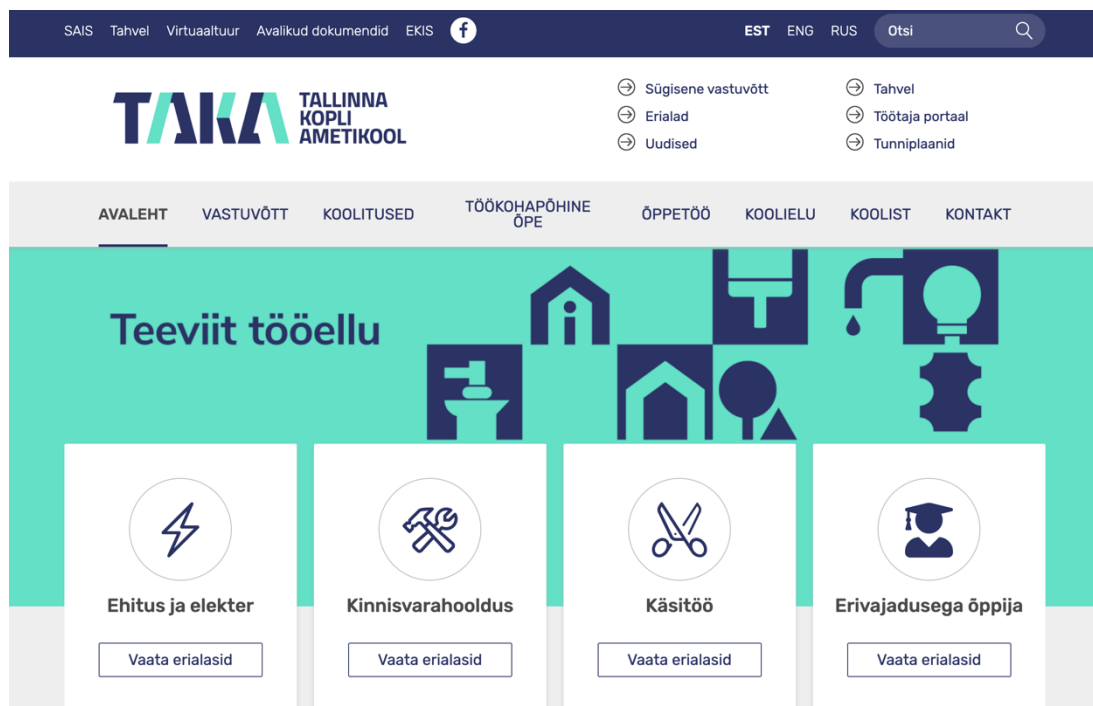 SAIS Tahvel Virtuaaltuur Avalikud dokumendid EKIS f EST ENG RUS Otsi
TAKA TALLINNA
KOPLI
AMETIKOOL
Sügisene vastuvõtt
Erialad
Uudised
Tahvel
Töötaja portaal
Tunniplaanid
AVALEHT VASTUVÕTT KOOLITUSED TÖÖKOHAPÕHINE
ÕPE ÕPPETÖÖ KOOLIELU KOOLIST KONTAKT
Teeviit tööellu
Ehitus ja elekter
Vaata erialasid
Kinnisvarahooldus
Vaata erialasid
Käsitöö
Vaata erialasid
Erivajadusega õppija
Vaata erialasid